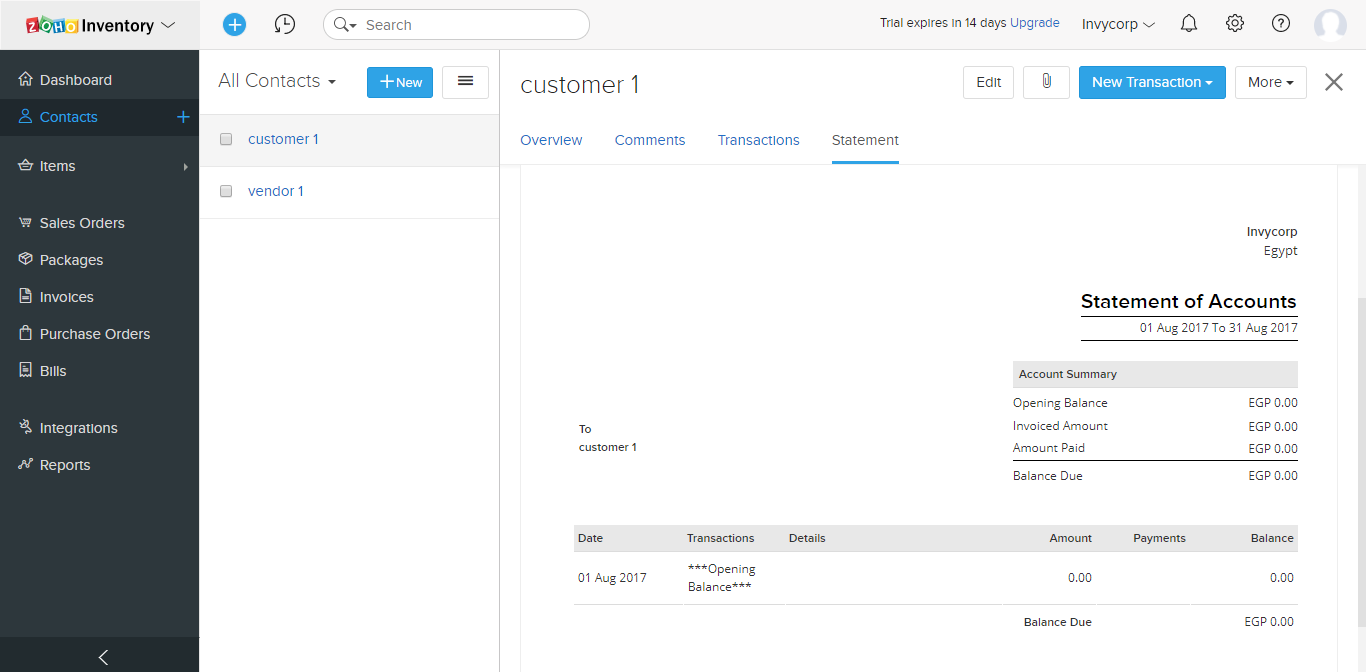 ZOHO Inventory
Search
Trial expires in 14 days Upgrade
Invycorp
Dashboard
Contacts
Items
Sales Orders
Packages
Invoices
Purchase Orders
Bills
Integrations
Reports
All Contacts
+New
customer 1
vendor 1
customer 1
Edit
New Transaction
More
Overview
Comments
Transactions
Statement
Invycorp
Egypt
Statement of Accounts
01 Aug 2017 To 31 Aug 2017
Account Summary
Opening Balance EGP 0.00
Invoiced Amount EGP 0.00
Amount Paid EGP 0.00
Balance Due EGP 0.00
To
customer 1
Date Transactions Details Amount Payments Balance
01 Aug 2017 ***Opening Balance*** 0.00 0.00
Balance Due EGP 0.00